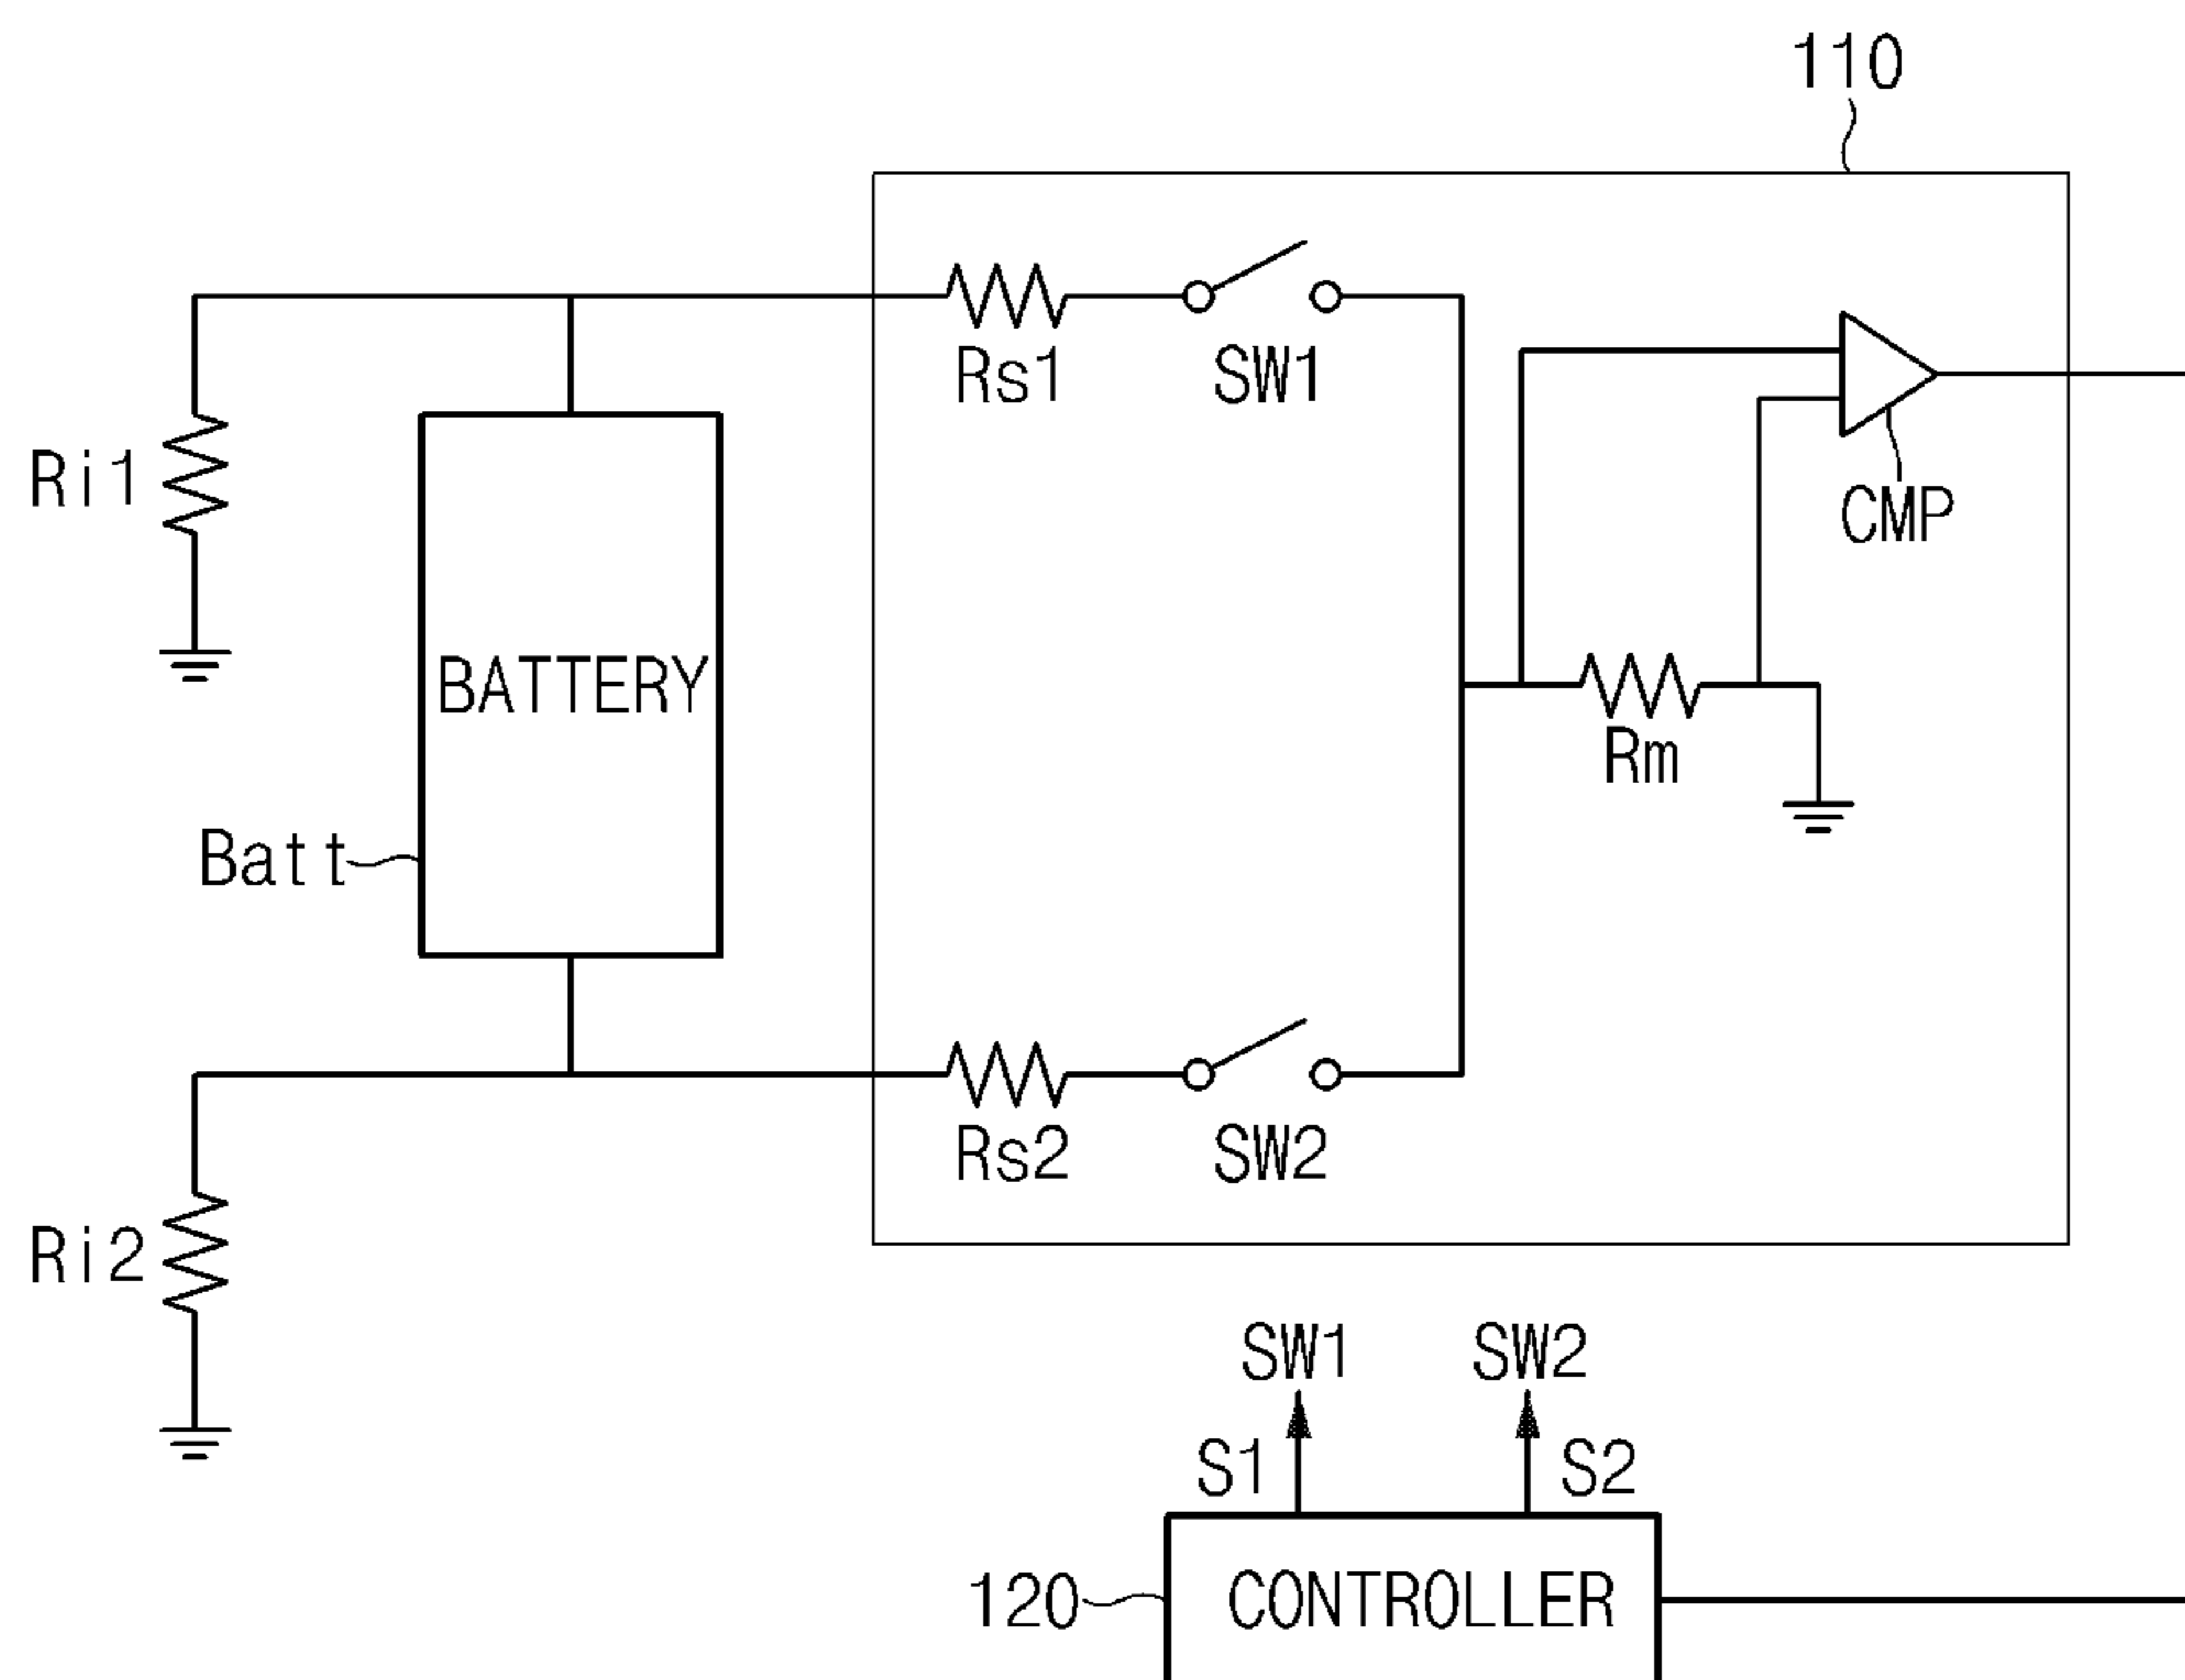 110
Rs1
SW1
Ri1
CMP
BATTERY
Rm
Batt
Rs2
SW2
Ri2
SW1
SW2
S1
S2
120
CONTROLLER